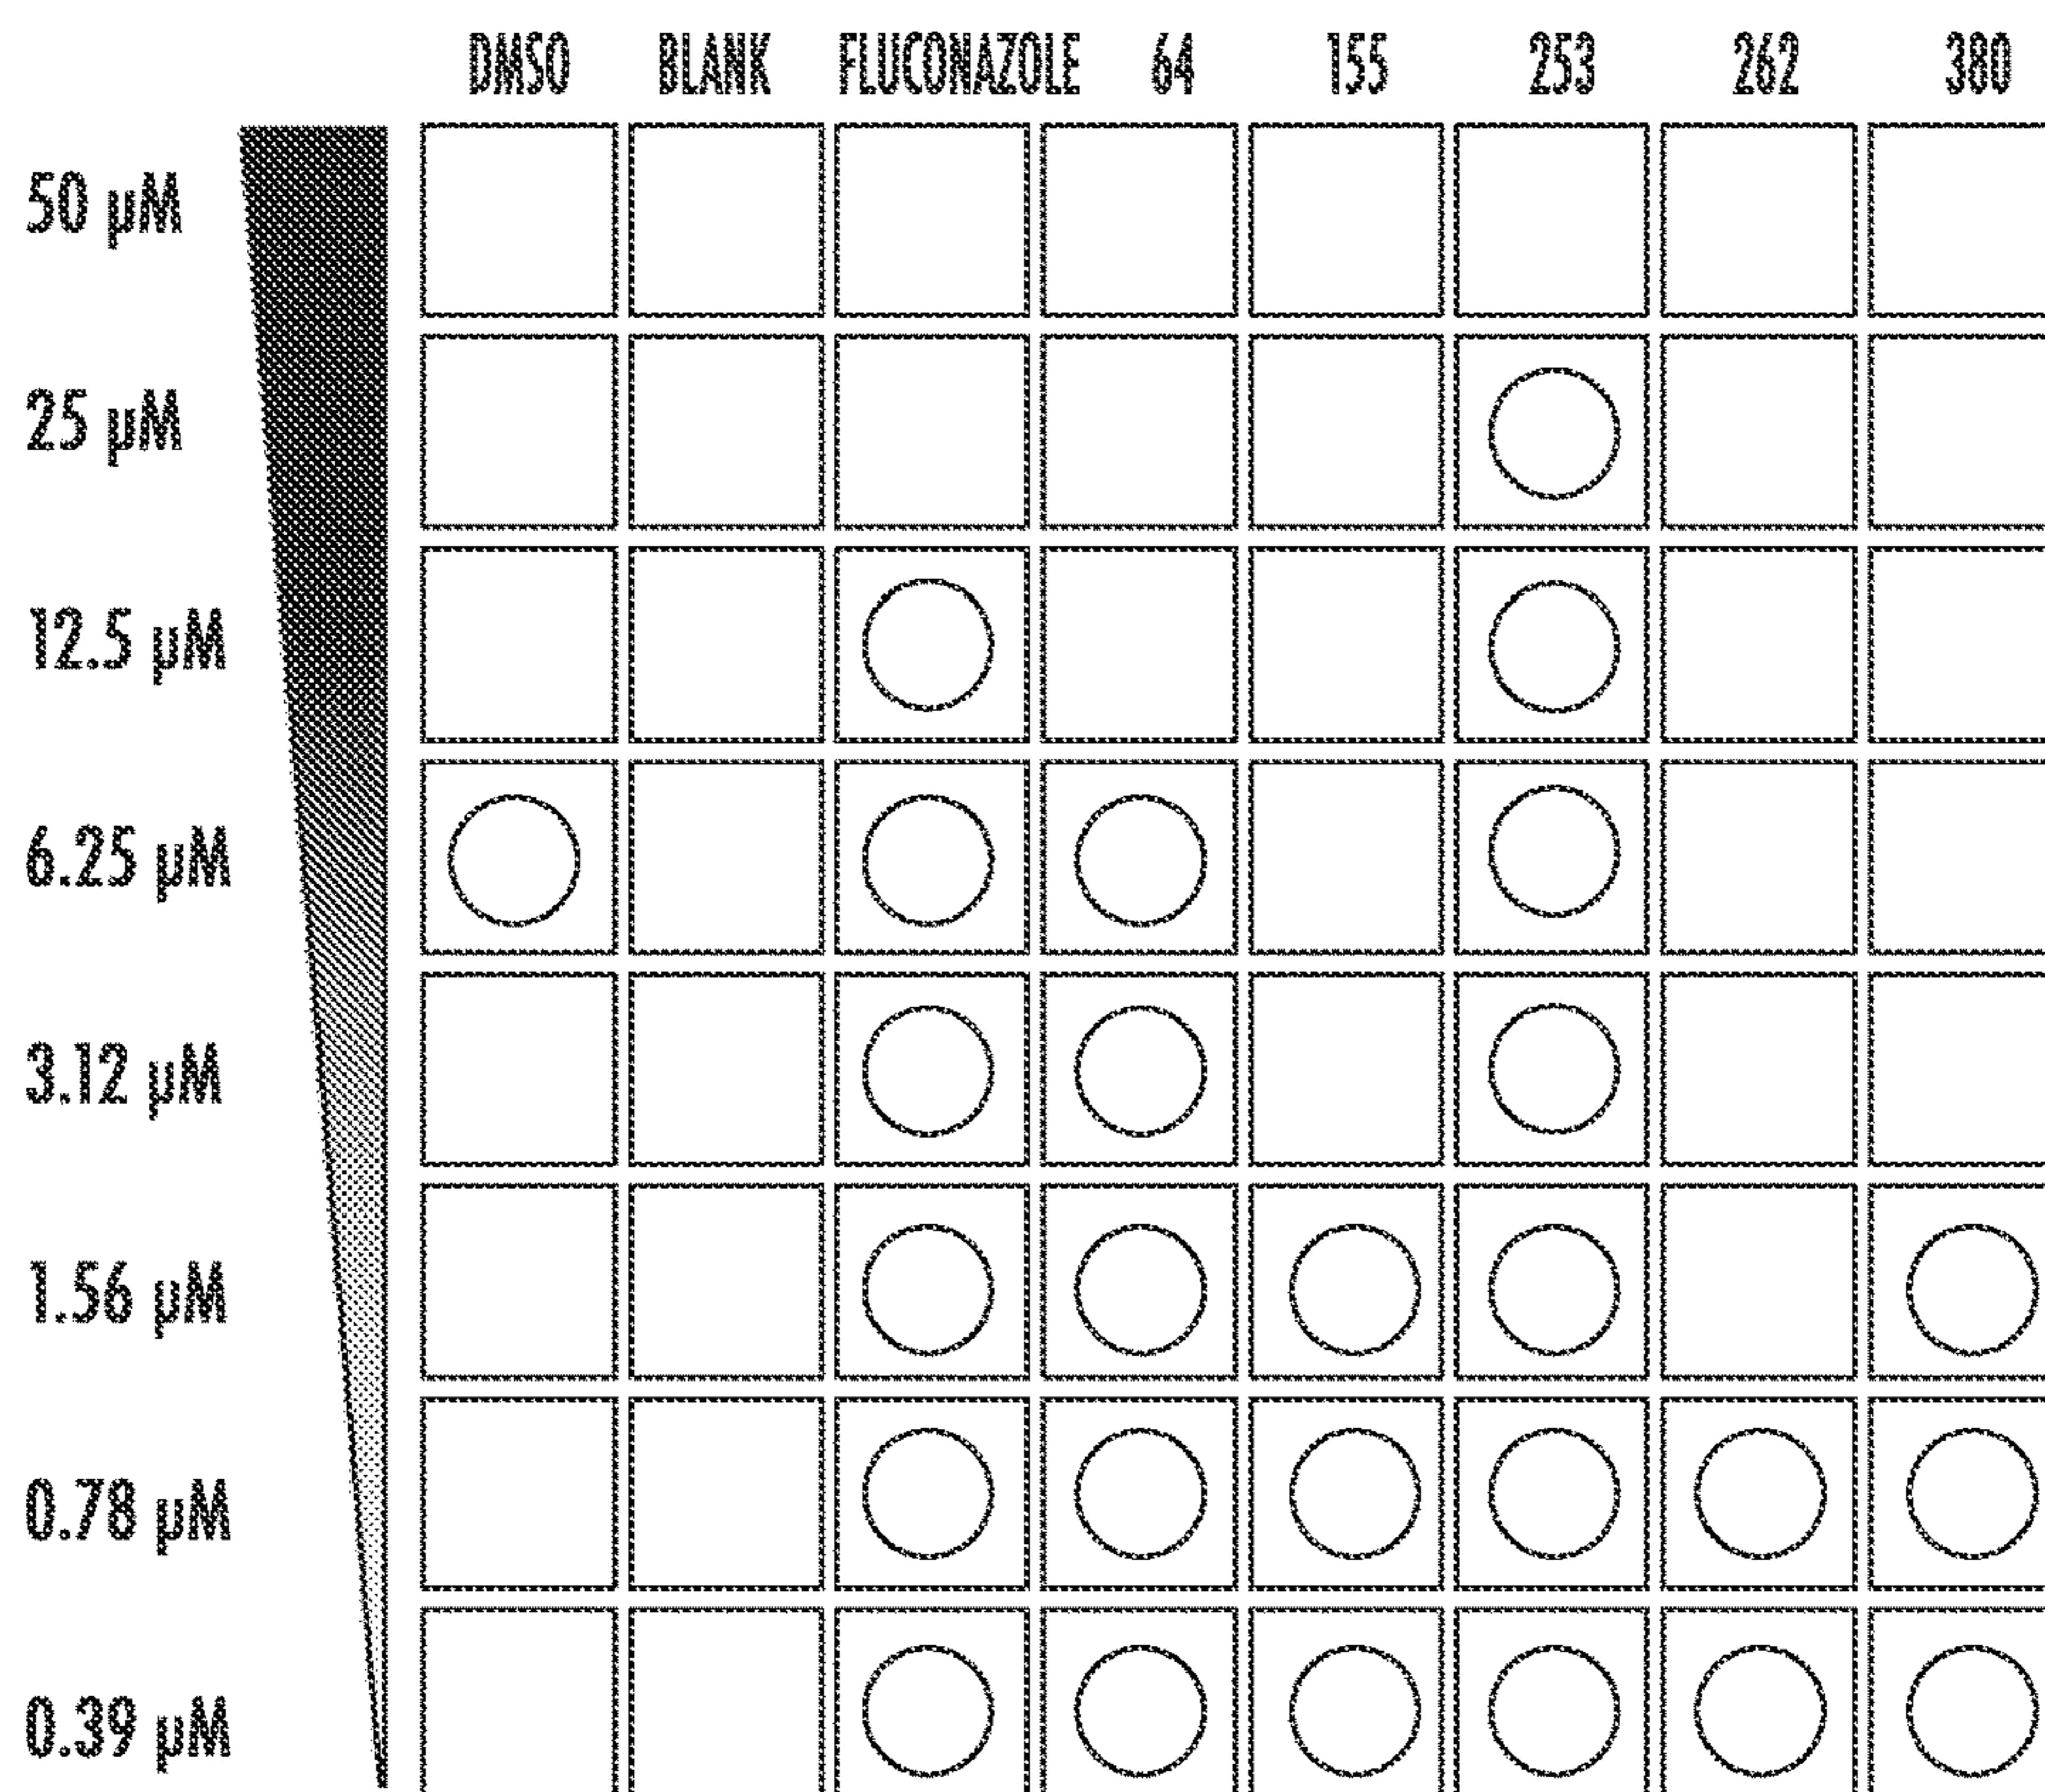 DMSO BLANK FLUCONAZOLE 64 155 253 262 380
50 µM
25 µM
12.5 µM
6.25 µM
3.12 µM
1.56 µM
0.78 µM
0.39 µM